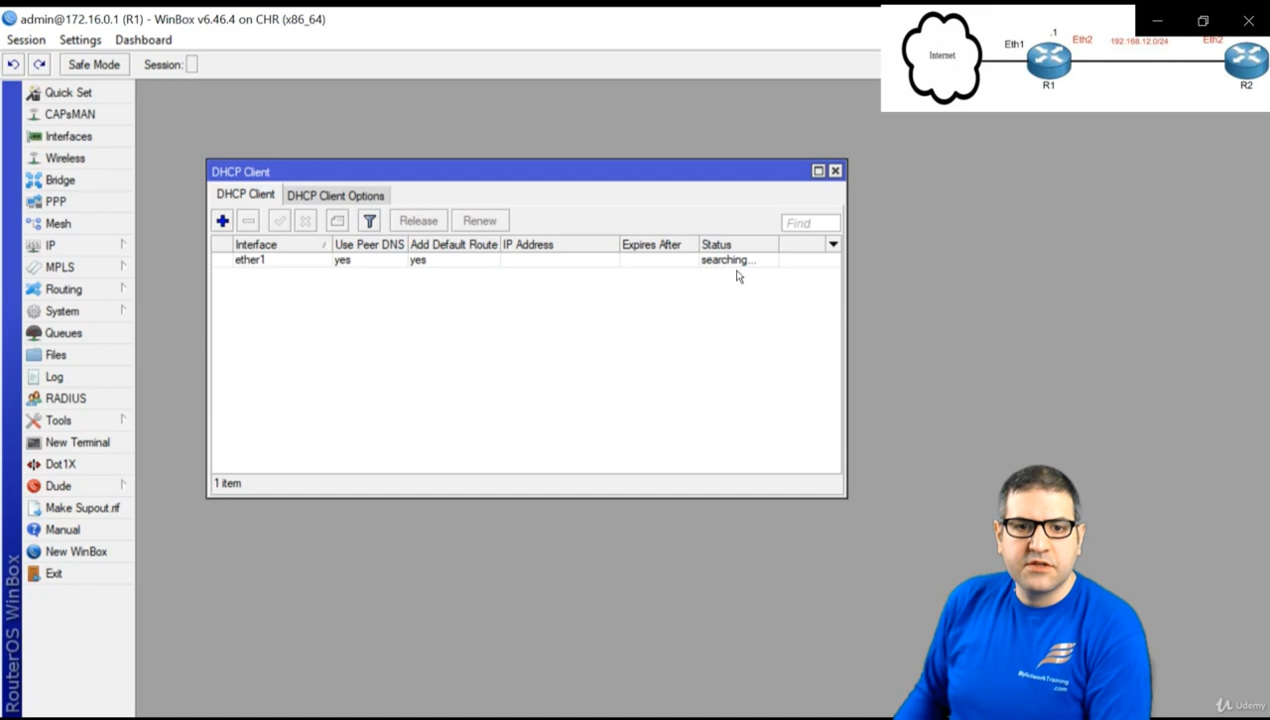 admin@172.16.0.1 (R1) - WinBox v6.46.4 on CHR (x86_64)
Session Settings Dashboard
Safe Mode Session:
Internet
Eth1
.1
Eth2
192.168.12.0/24
Eth2
R1
R2
Quick Set
CAPsMAN
Interfaces
Wireless
Bridge
PPP
Mesh
IP
MPLS
Routing
System
Queues
Files
Log
RADIUS
Tools
New Terminal
Dot1X
Dude
Make Supout.rif
Manual
New WinBox
Exit
RouterOS WinBox
DHCP Client
DHCP Client DHCP Client Options
Release Renew Find
Interface Use Peer DNS Add Default Route IP Address Expires After Status
ether1 yes yes searching...
1 item
MyNetworkTraining
.com
Udemy